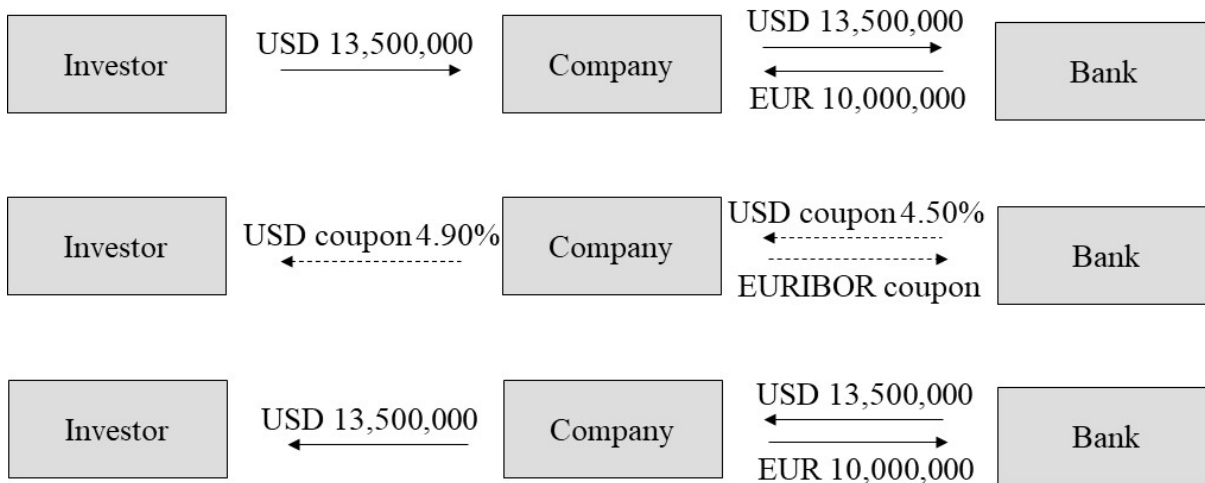 USD 13,500,000
USD 13,500,000
Investor
Company
Bank
EUR 10,000,000
USD coupon 4.50%
Investor
USD coupon 4.90%
Company
Bank
EURIBOR coupon
USD 13,500,000
Investor
USD 13,500,000
Company
Bank
EUR 10,000,000